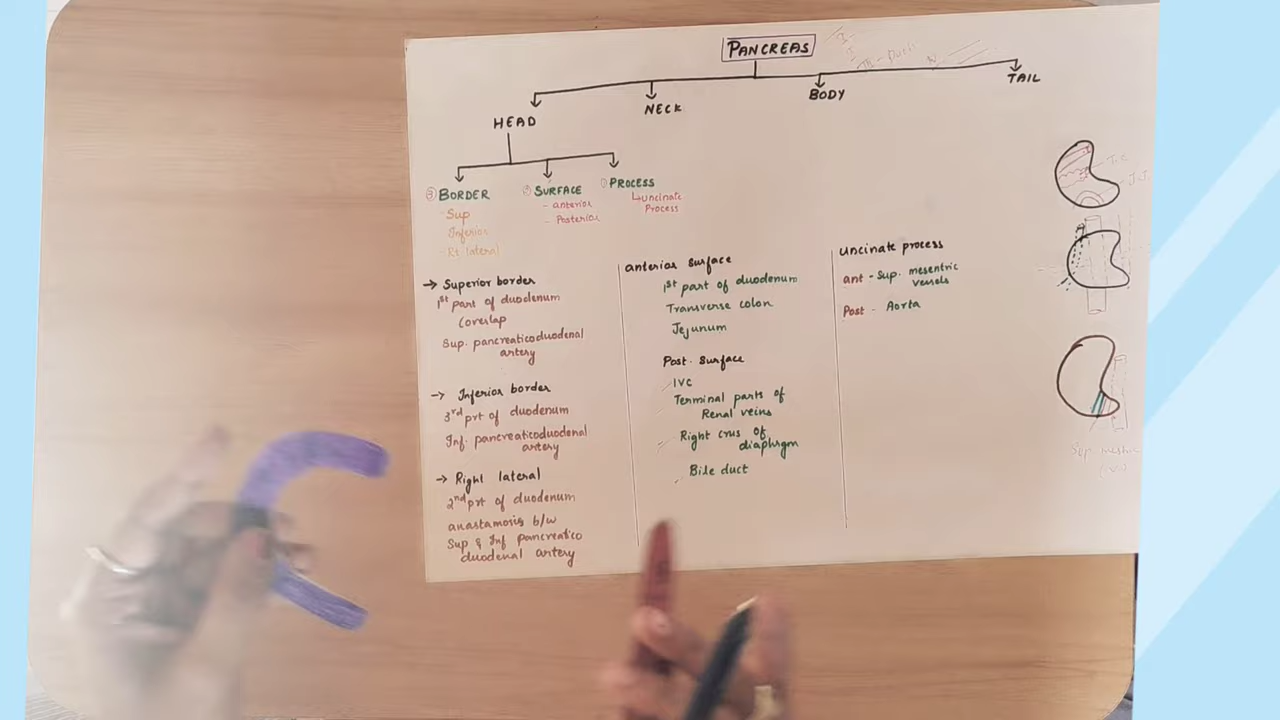 PANCREAS
HEAD
NECK
BODY
TAIL
③ BORDER
- Sup
Inferior
- Rt lateral
SURFACE
- anterior
- Posterior
PROCESS
↳ uncinate
Process
→ Superior border
1st part of duodenum
(overlap
Sup. pancreaticoduodenal
artery
→ Inferior border
3rd prt of duodenum
Inf. pancreaticoduodenal
artery
→ Right lateral
2nd prt of duodenum
anastamosis b/w
Sup & Inf pancreatico
duodenal artery
anterior surface
1st part of duodenum
Transverse colon
Jejunum
Post. surface
IVC
Terminal parts of
Renal veins
Right crus of
diaphrgm
Bile duct
uncinate process
ant - Sup. mesentric
vessels
Post - Aorta
T.C
Sup. mesntric